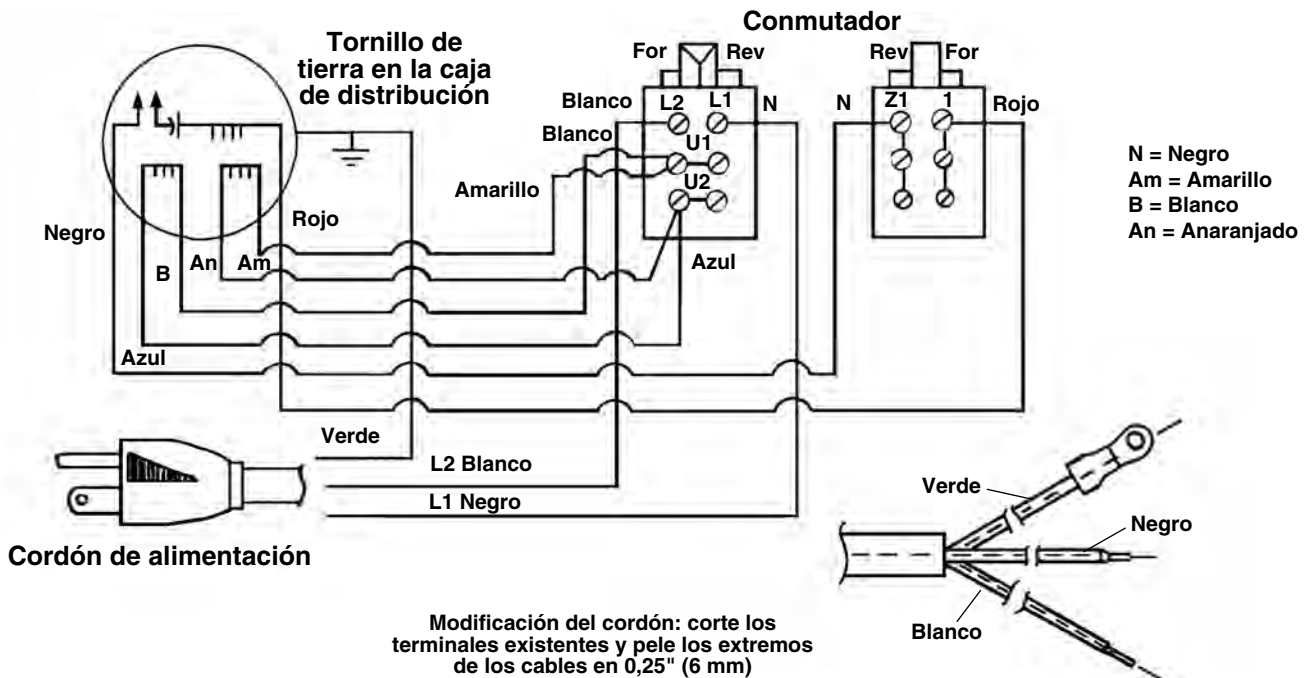 Conmutador
Tornillo de
tierra en la caja
de distribución
For
Rev
Rev
For
Blanco
L2
L1
N
N
Z1
1
Rojo
Blanco
U1
Amarillo
U2
N = Negro
Am = Amarillo
B = Blanco
An = Anaranjado
Negro
Rojo
B
An
Am
Azul
Azul
Verde
L2 Blanco
L1 Negro
Cordón de alimentación
Verde
Negro
Blanco
Modificación del cordón: corte los
terminales existentes y pele los extremos
de los cables en 0,25" (6 mm)